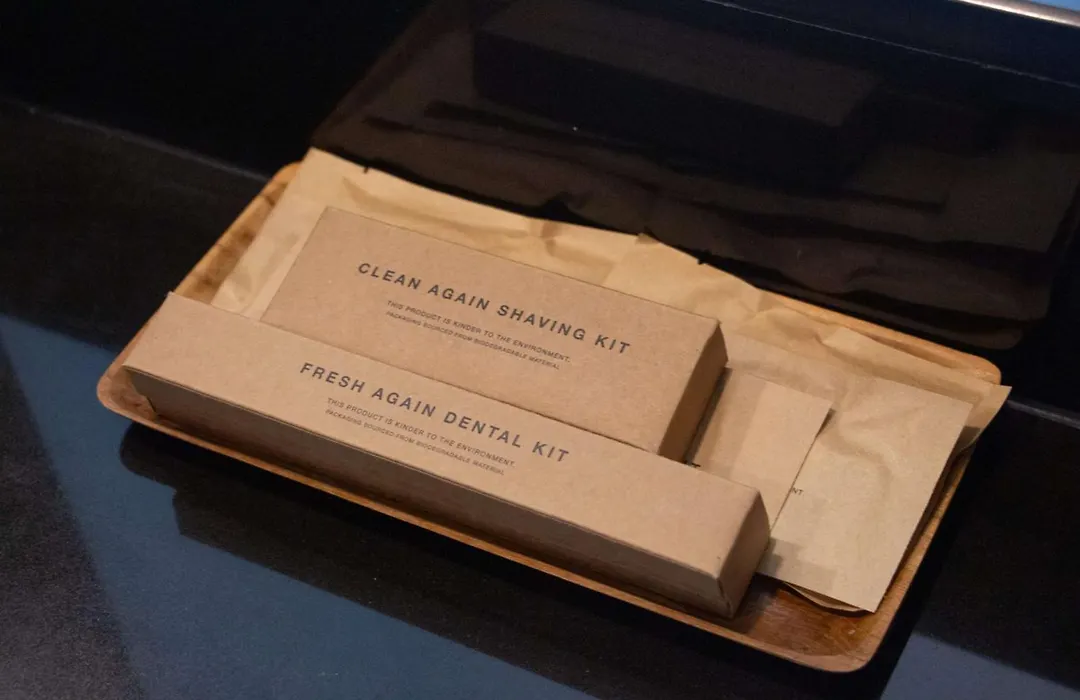 CLEAN AGAIN SHAVING KIT
THIS PRODUCT IS KINDER TO THE ENVIRONMENT.
PACKAGING SOURCED FROM BIODEGRADABLE MATERIAL
FRESH AGAIN DENTAL KIT
THIS PRODUCT IS KINDER TO THE ENVIRONMENT.
PACKAGING SOURCED FROM BIODEGRADABLE MATERIAL
NT